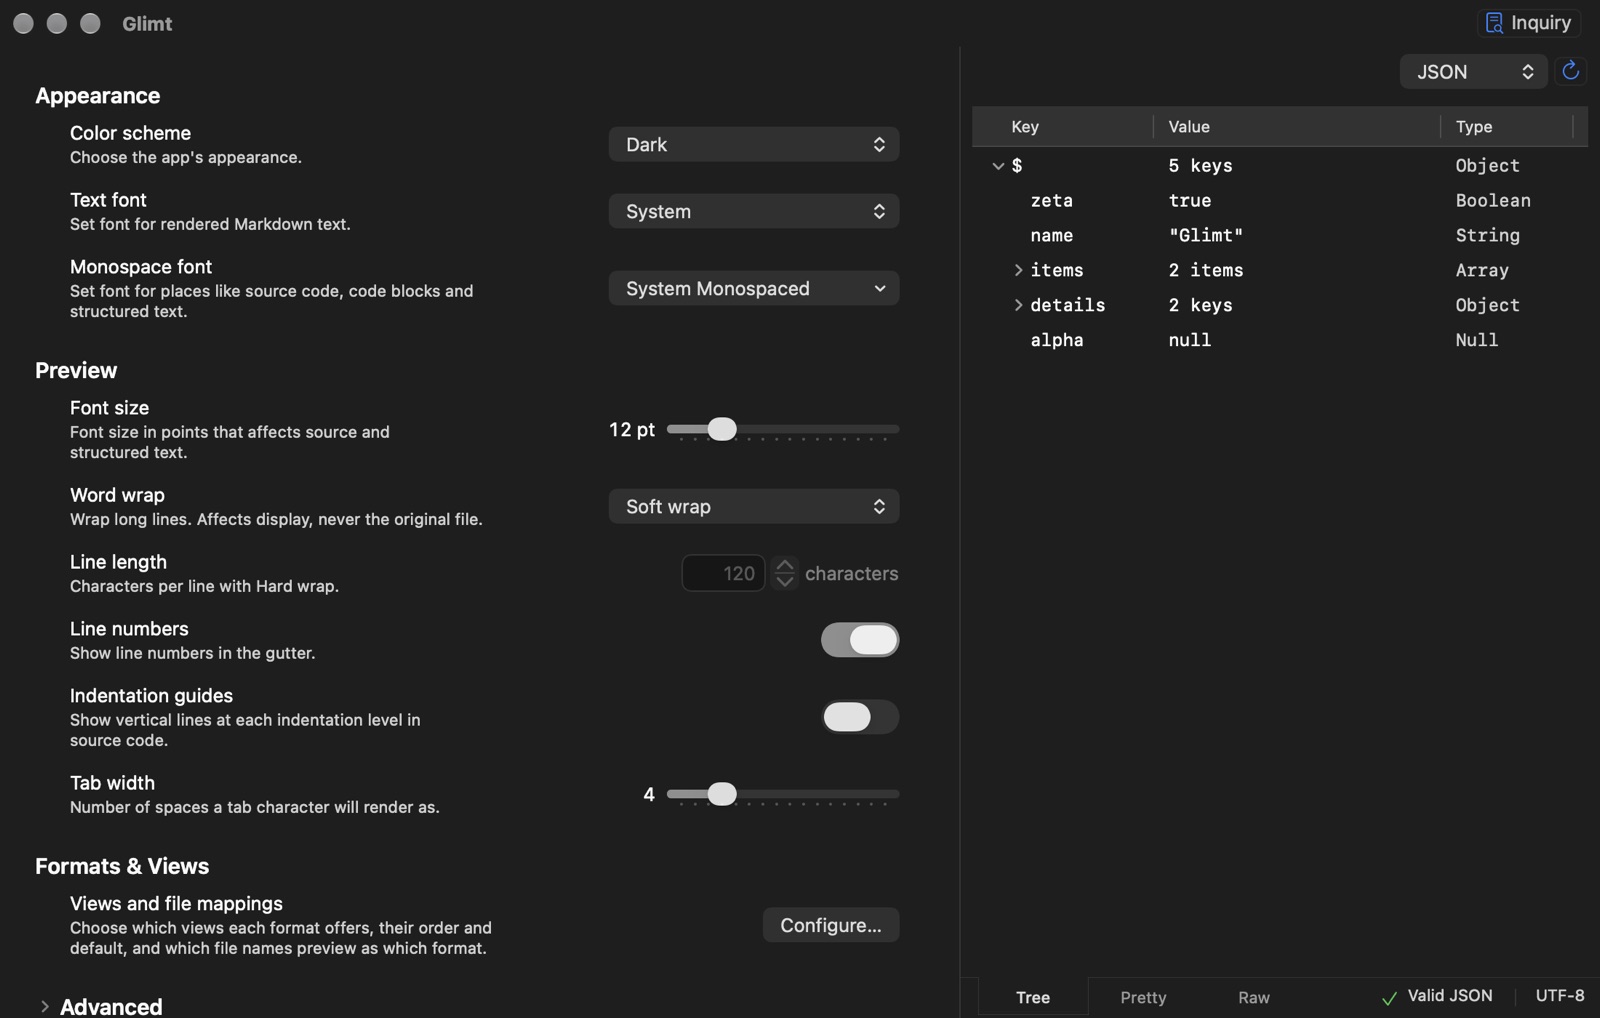 Glimt
Inquiry
Appearance
Color scheme
Choose the app's appearance.
Dark
Text font
Set font for rendered Markdown text.
System
Monospace font
Set font for places like source code, code blocks and
structured text.
System Monospaced
Preview
Font size
Font size in points that affects source and
structured text.
12 pt
Word wrap
Wrap long lines. Affects display, never the original file.
Soft wrap
Line length
Characters per line with Hard wrap.
120 characters
Line numbers
Show line numbers in the gutter.
Indentation guides
Show vertical lines at each indentation level in
source code.
Tab width
Number of spaces a tab character will render as.
4
Formats & Views
Views and file mappings
Choose which views each format offers, their order and
default, and which file names preview as which format.
Configure...
Advanced
JSON
Key Value Type
$ 5 keys Object
zeta true Boolean
name "Glimt" String
items 2 items Array
details 2 keys Object
alpha null Null
Tree Pretty Raw Valid JSON UTF-8